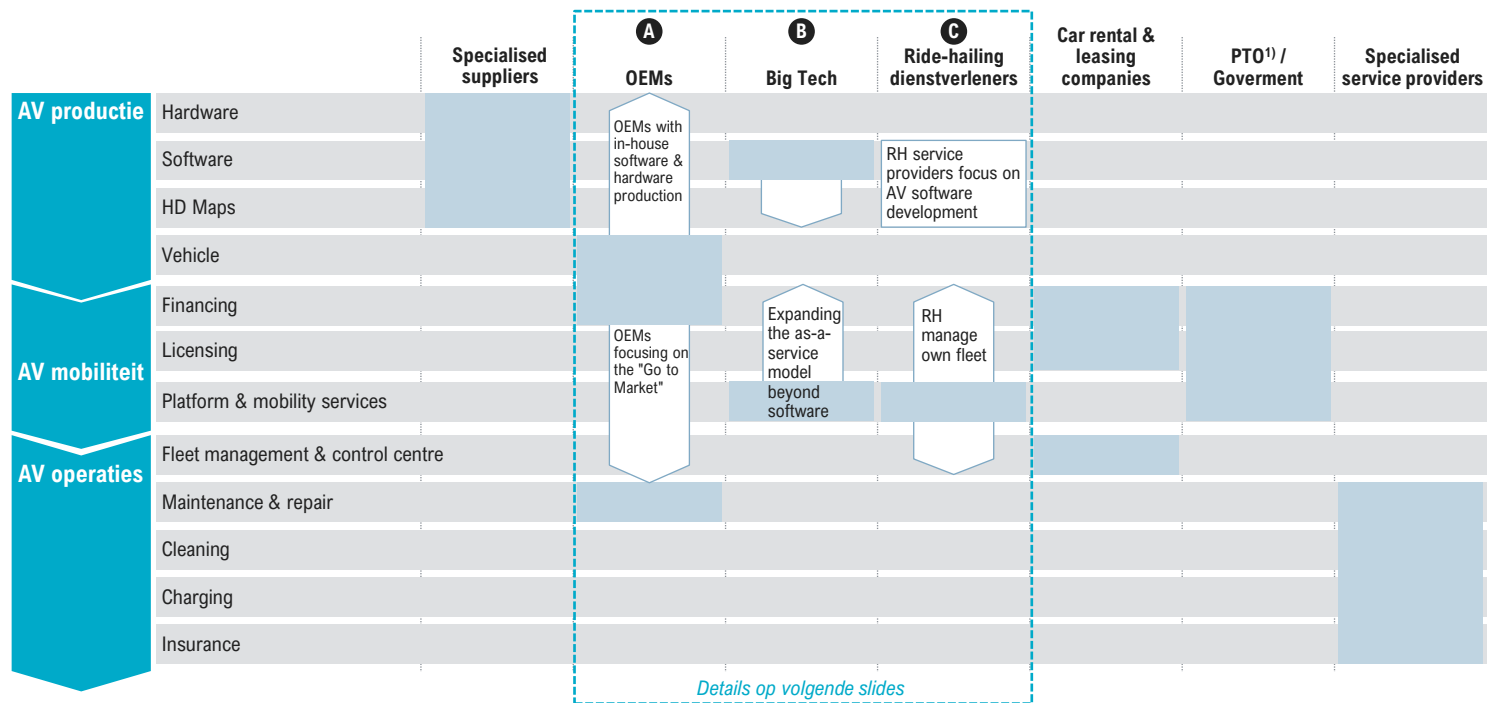 A
B
C
Specialised
suppliers
OEMs
Big Tech
Ride-hailing
dienstverleners
Car rental &
leasing
companies
PTO1) /
Goverment
Specialised
service providers
AV productie
Hardware
Software
HD Maps
Vehicle
OEMs with
in-house
software &
hardware
production
RH service
providers focus on
AV software
development
AV mobiliteit
Financing
Licensing
Platform & mobility services
OEMs
focusing on
the "Go to
Market"
Expanding
the as-a-
service
model
beyond
software
RH
manage
own fleet
AV operaties
Fleet management & control centre
Maintenance & repair
Cleaning
Charging
Insurance
Details op volgende slides